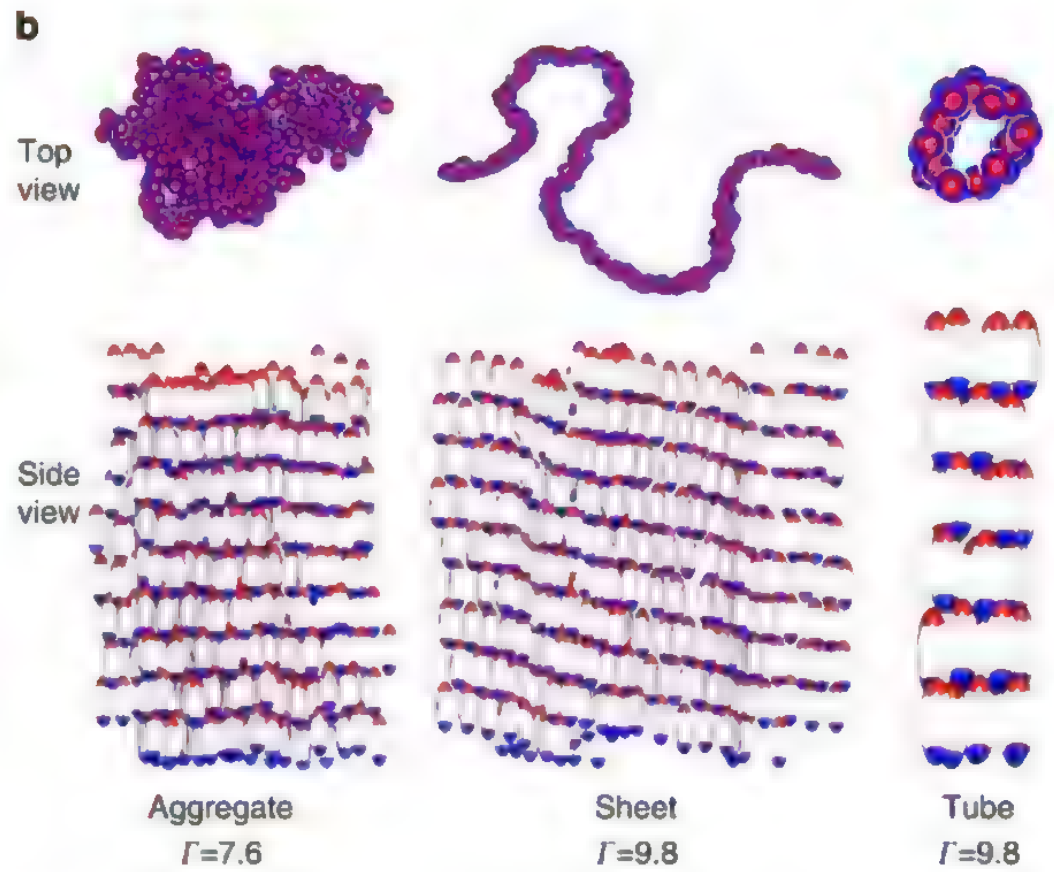 b
Top
view
Side
view
Aggregate
Sheet
Tube
Γ=7.6
Γ=9.8
Γ=9.8